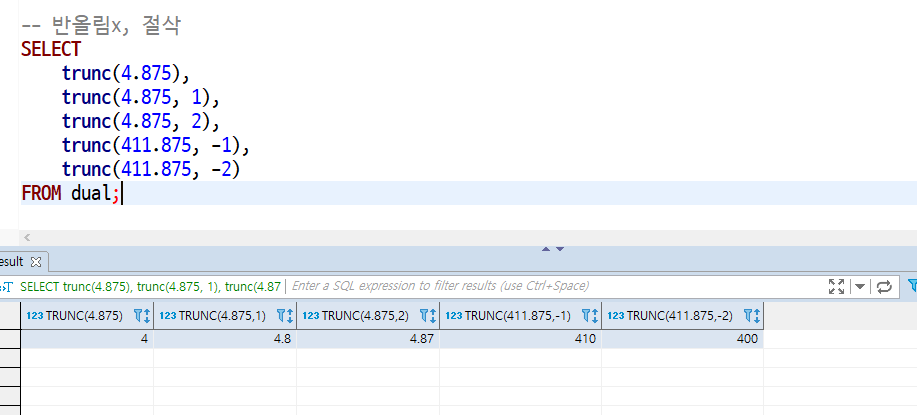 -- 반올림x, 절삭
SELECT
trunc(4.875),
trunc(4.875, 1),
trunc(4.875, 2),
trunc(411.875, -1),
trunc(411.875, -2)
FROM dual;
esult
SELECT trunc(4.875), trunc(4.875, 1), trunc(4.87 Enter a SQL expression to filter results (use Ctrl+Space)
123 TRUNC(4.875) 123 TRUNC(4.875,1) 123 TRUNC(4.875,2) 123 TRUNC(411.875,-1) 123 TRUNC(411.875,-2)
4 4.8 4.87 410 400